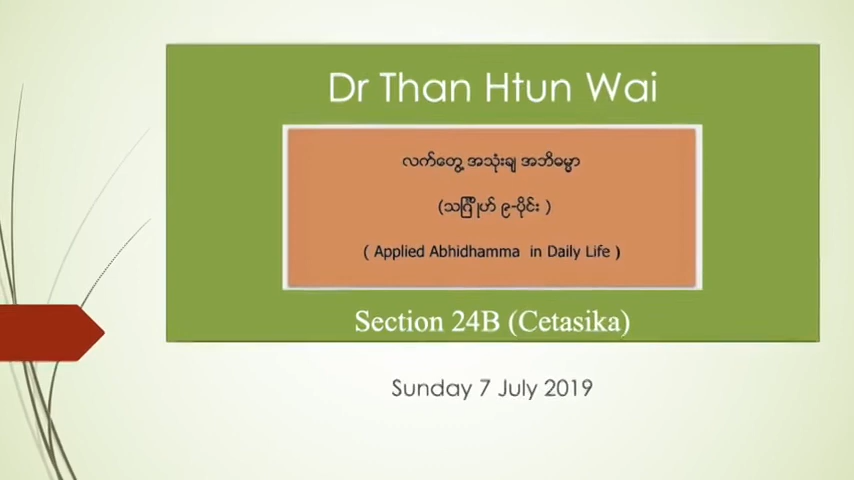 Dr Than Htun Wai
လက်တွေ့ အသုံးချ အဘိဓမ္မာ
(သင်္ဂြိုဟ် ၉-ပိုင်း )
( Applied Abhidhamma in Daily Life )
Section 24B (Cetasika)
Sunday 7 July 2019